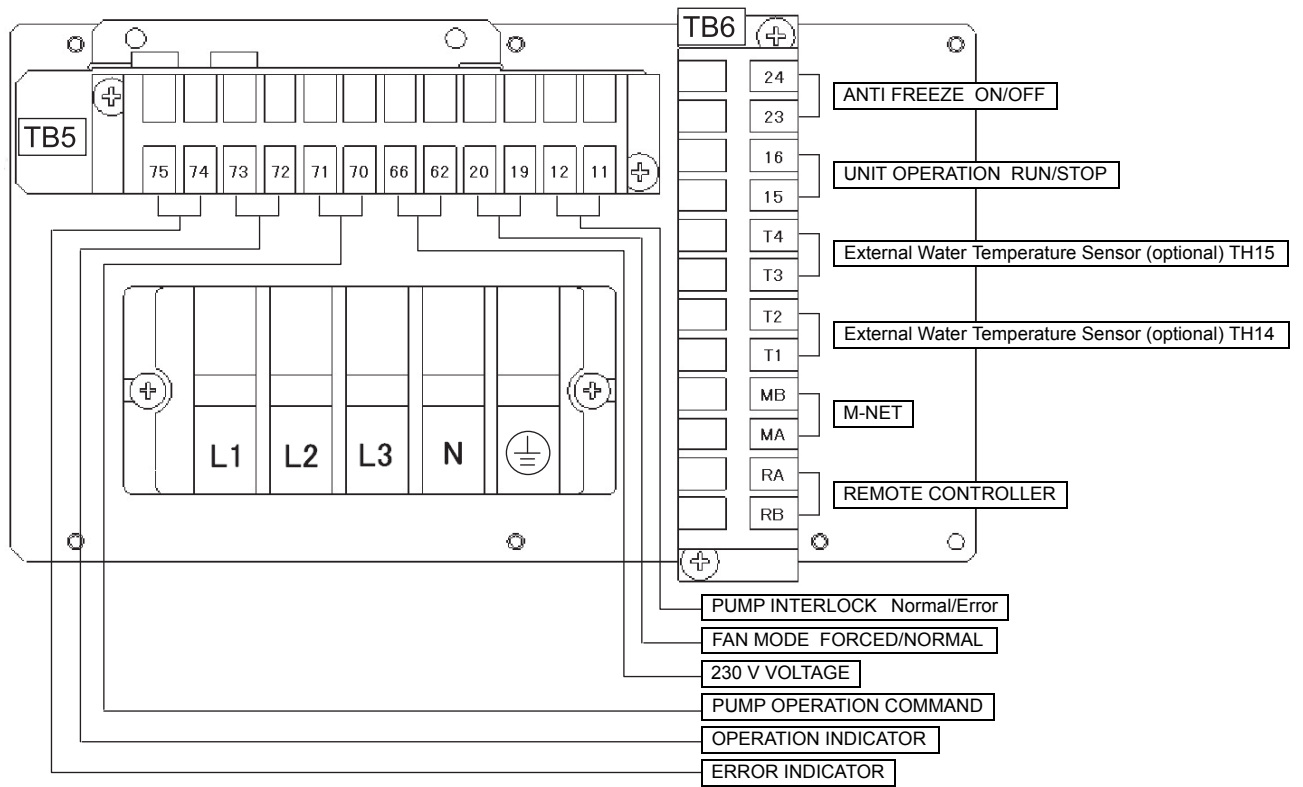 TB6
24
ANTI FREEZE ON/OFF
23
TB5
75 74 73 72 71 70 66 62 20 19 12 11
16
UNIT OPERATION RUN/STOP
15
T4
External Water Temperature Sensor (optional) TH15
T3
T2
External Water Temperature Sensor (optional) TH14
T1
MB
M-NET
MA
L1 L2 L3 N
RA
REMOTE CONTROLLER
RB
PUMP INTERLOCK Normal/Error
FAN MODE FORCED/NORMAL
230 V VOLTAGE
PUMP OPERATION COMMAND
OPERATION INDICATOR
ERROR INDICATOR